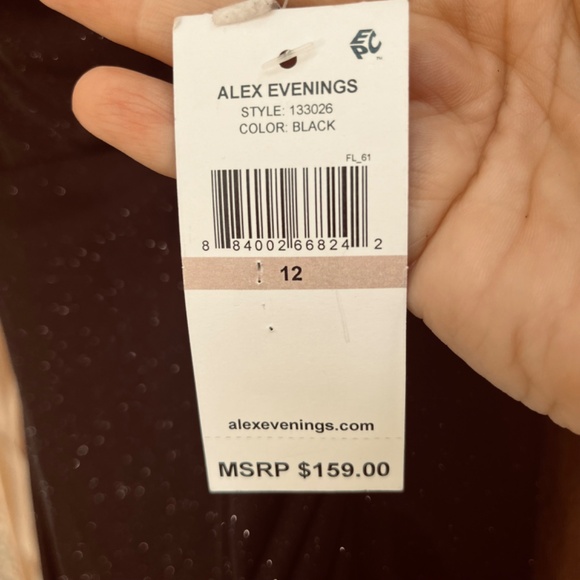 EPC
ALEX EVENINGS
STYLE: 133026
COLOR: BLACK
FL_61
8 84002 66824 2
12
alexevenings.com
MSRP $159.00